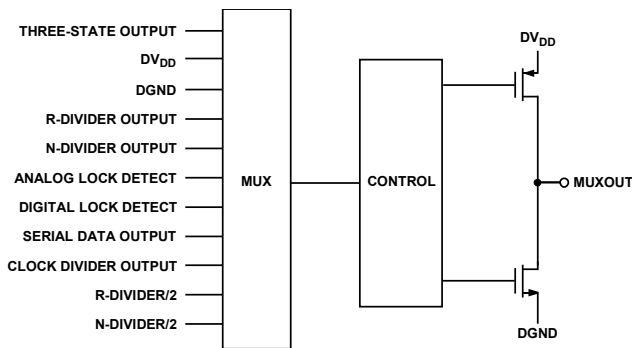 THREE-STATE OUTPUT
DVDD
DGND
R-DIVIDER OUTPUT
N-DIVIDER OUTPUT
ANALOG LOCK DETECT
DIGITAL LOCK DETECT
SERIAL DATA OUTPUT
CLOCK DIVIDER OUTPUT
R-DIVIDER/2
N-DIVIDER/2
MUX
CONTROL
DVDD
MUXOUT
DGND